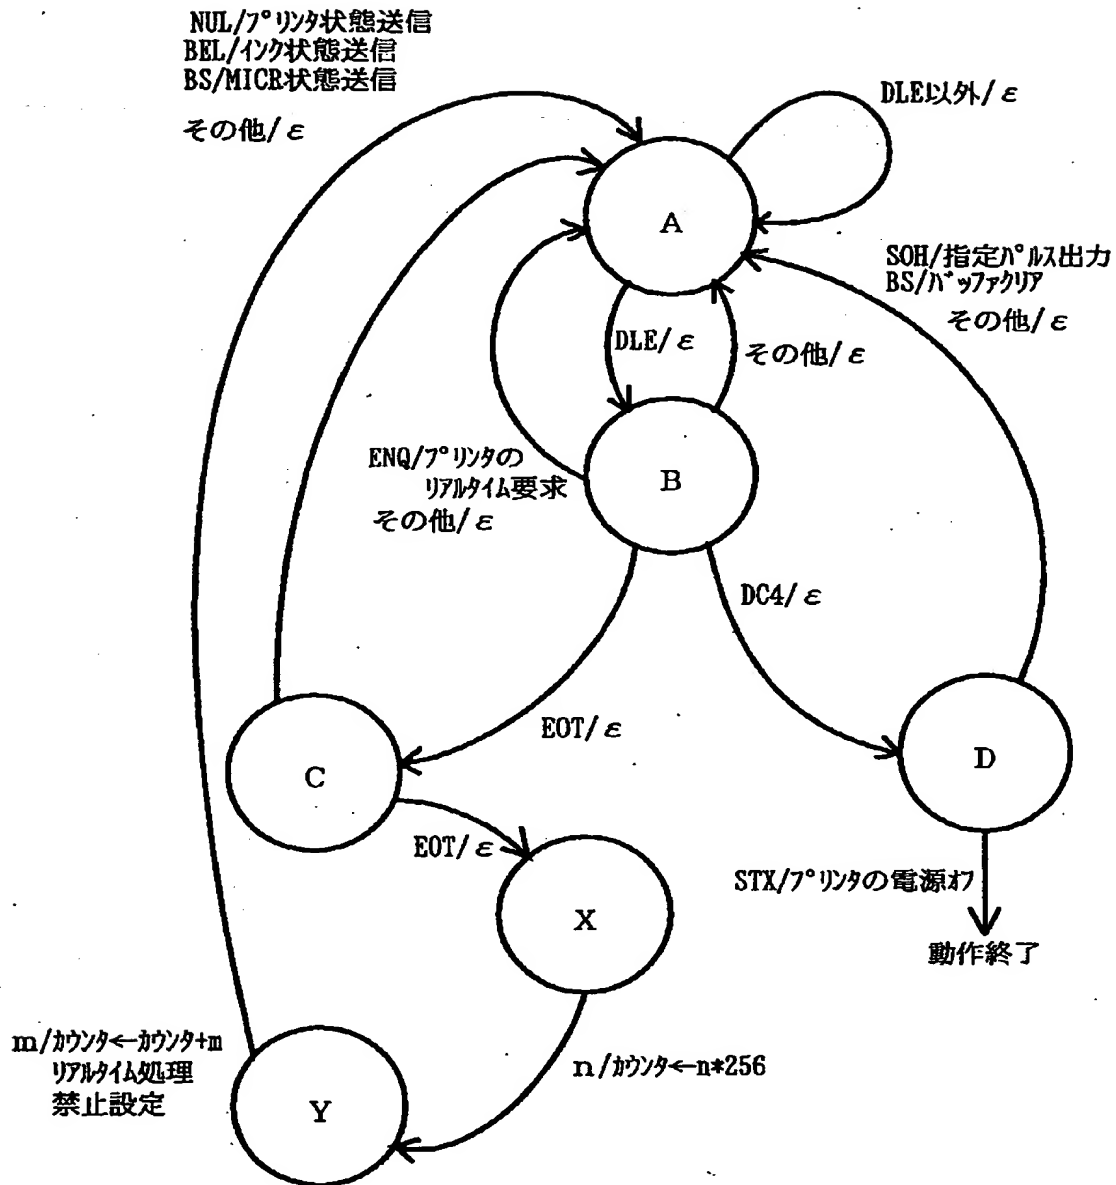 NUL/プリンタ状態送信
BEL/インク状態送信
BS/MICR状態送信
その他/ε
DLE以外/ε
A
SOH/指定パルス出力
BS/バッファクリア
その他/ε
DLE/ε
その他/ε
ENQ/プリンタの
リアルタイム要求
その他/ε
B
DC4/ε
EOT/ε
C
D
EOT/ε
X
STX/プリンタの電源オフ
動作終了
m/カウンタ←カウンタ+m
リアルタイム処理
禁止設定
n/カウンタ←n*256
Y